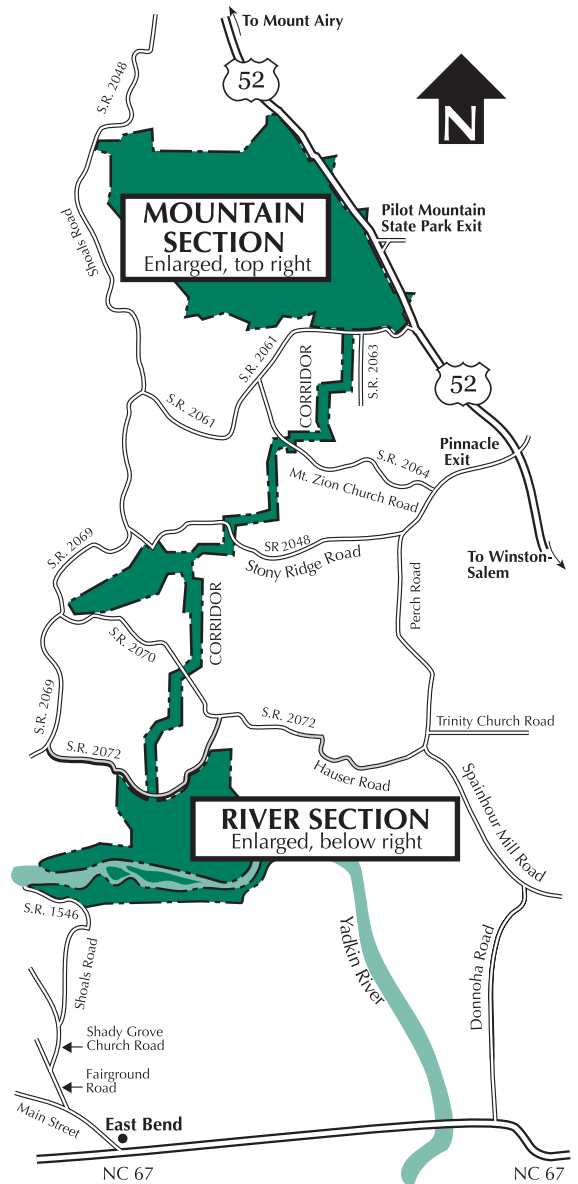 To Mount Airy
52
S.R. 2048
N
MOUNTAIN
SECTION
Enlarged, top right
Pilot Mountain
State Park Exit
Shoals Road
S.R. 2061
CORRIDOR
S.R. 2063
52
S.R. 2061
Pinnacle
Exit
S.R. 2064
Mt. Zion Church Road
S.R. 2069
SR 2048
Stony Ridge Road
To Winston-
Salem
Perch Road
CORRIDOR
S.R. 2070
S.R. 2069
S.R. 2072
Trinity Church Road
S.R. 2072
Hauser Road
Spainhour Mill Road
RIVER SECTION
Enlarged, below right
S.R. 1546
Shoals Road
Yadkin River
Donnoha Road
Shady Grove
Church Road
Fairground
Road
Main Street
East Bend
NC 67
NC 67